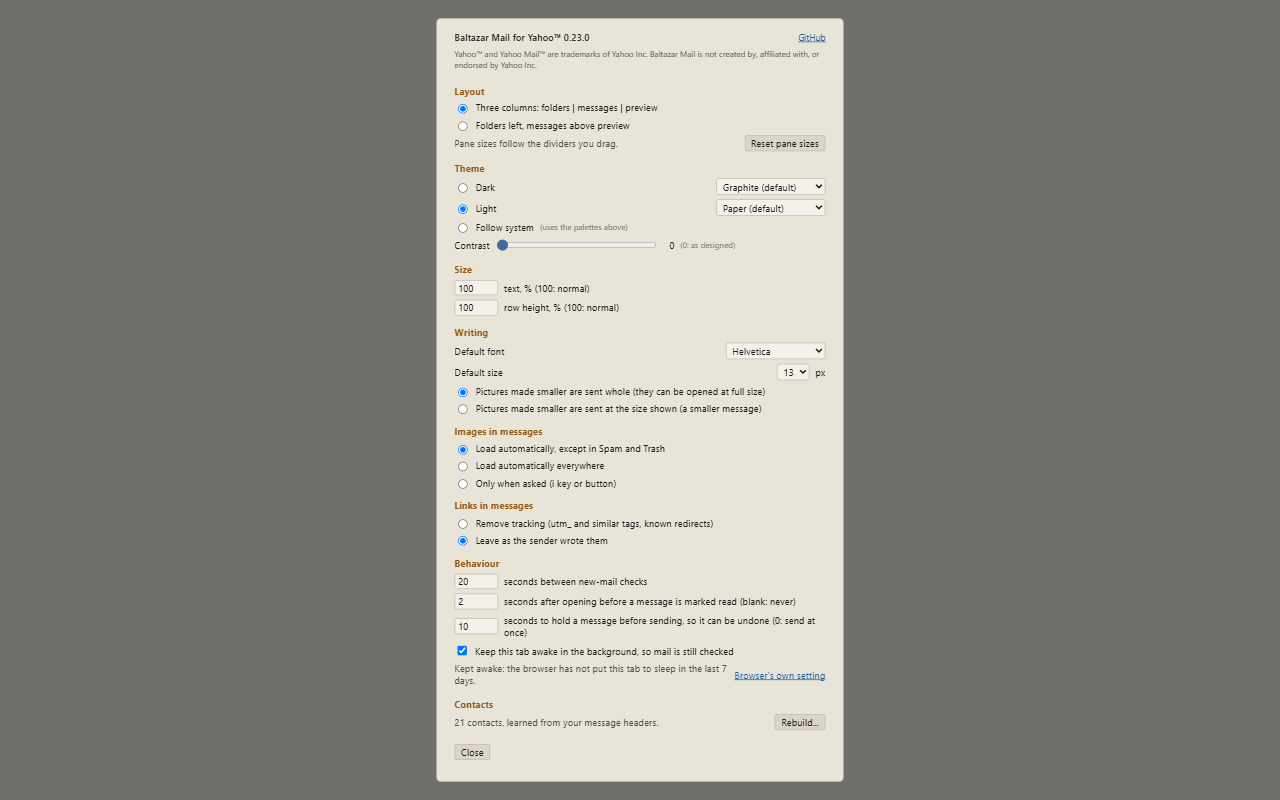 Baltazar Mail for Yahoo™ 0.23.0 GitHub
Yahoo™ and Yahoo Mail™ are trademarks of Yahoo Inc. Baltazar Mail is not created by, affiliated with, or
endorsed by Yahoo Inc.
Layout
Three columns: folders | messages | preview
Folders left, messages above preview
Pane sizes follow the dividers you drag. Reset pane sizes
Theme
Dark Graphite (default)
Light Paper (default)
Follow system (uses the palettes above)
Contrast 0 (0: as designed)
Size
100 text, % (100: normal)
100 row height, % (100: normal)
Writing
Default font Helvetica
Default size 13 px
Pictures made smaller are sent whole (they can be opened at full size)
Pictures made smaller are sent at the size shown (a smaller message)
Images in messages
Load automatically, except in Spam and Trash
Load automatically everywhere
Only when asked (i key or button)
Links in messages
Remove tracking (utm_ and similar tags, known redirects)
Leave as the sender wrote them
Behaviour
20 seconds between new-mail checks
2 seconds after opening before a message is marked read (blank: never)
10 seconds to hold a message before sending, so it can be undone (0: send at
once)
Keep this tab awake in the background, so mail is still checked
Kept awake: the browser has not put this tab to sleep in the last 7
days. Browser's own setting
Contacts
21 contacts, learned from your message headers. Rebuild...
Close